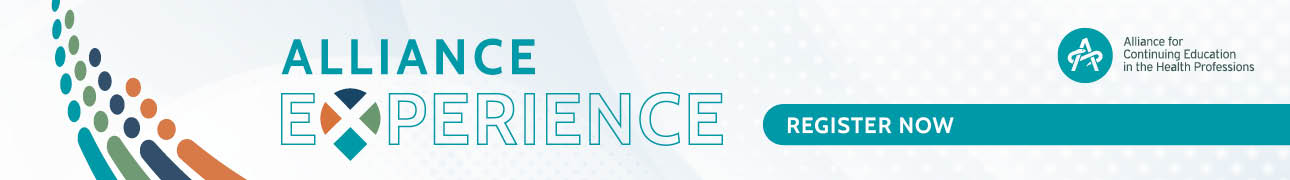 ALLIANCE
EXPERIENCE
REGISTER NOW
Alliance for
Continuing Education
in the Health Professions